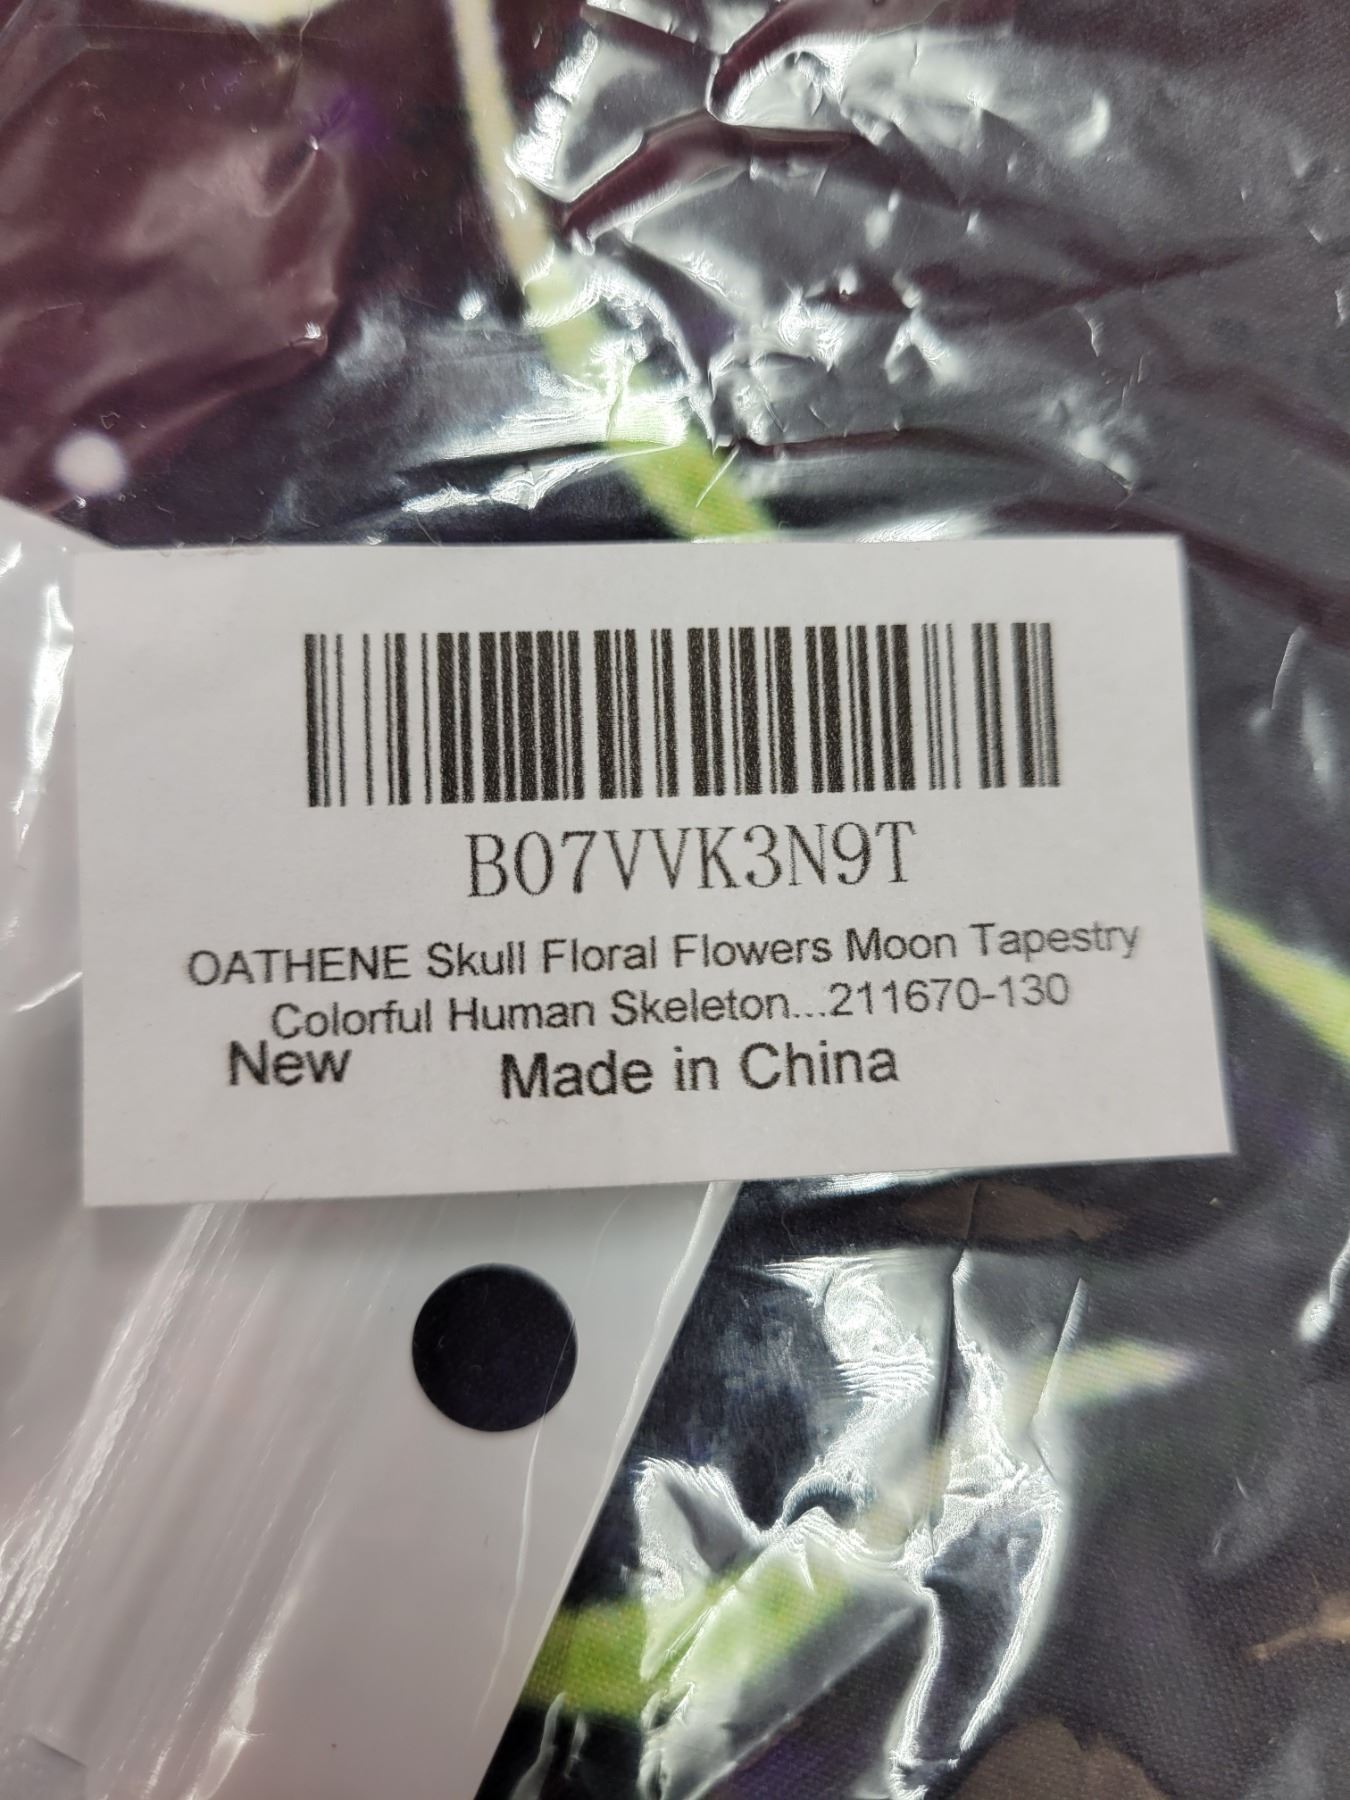 B07VVK3N9T
OATHENE Skull Floral Flowers Moon Tapestry
Colorful Human Skeleton...211670-130
New Made in China